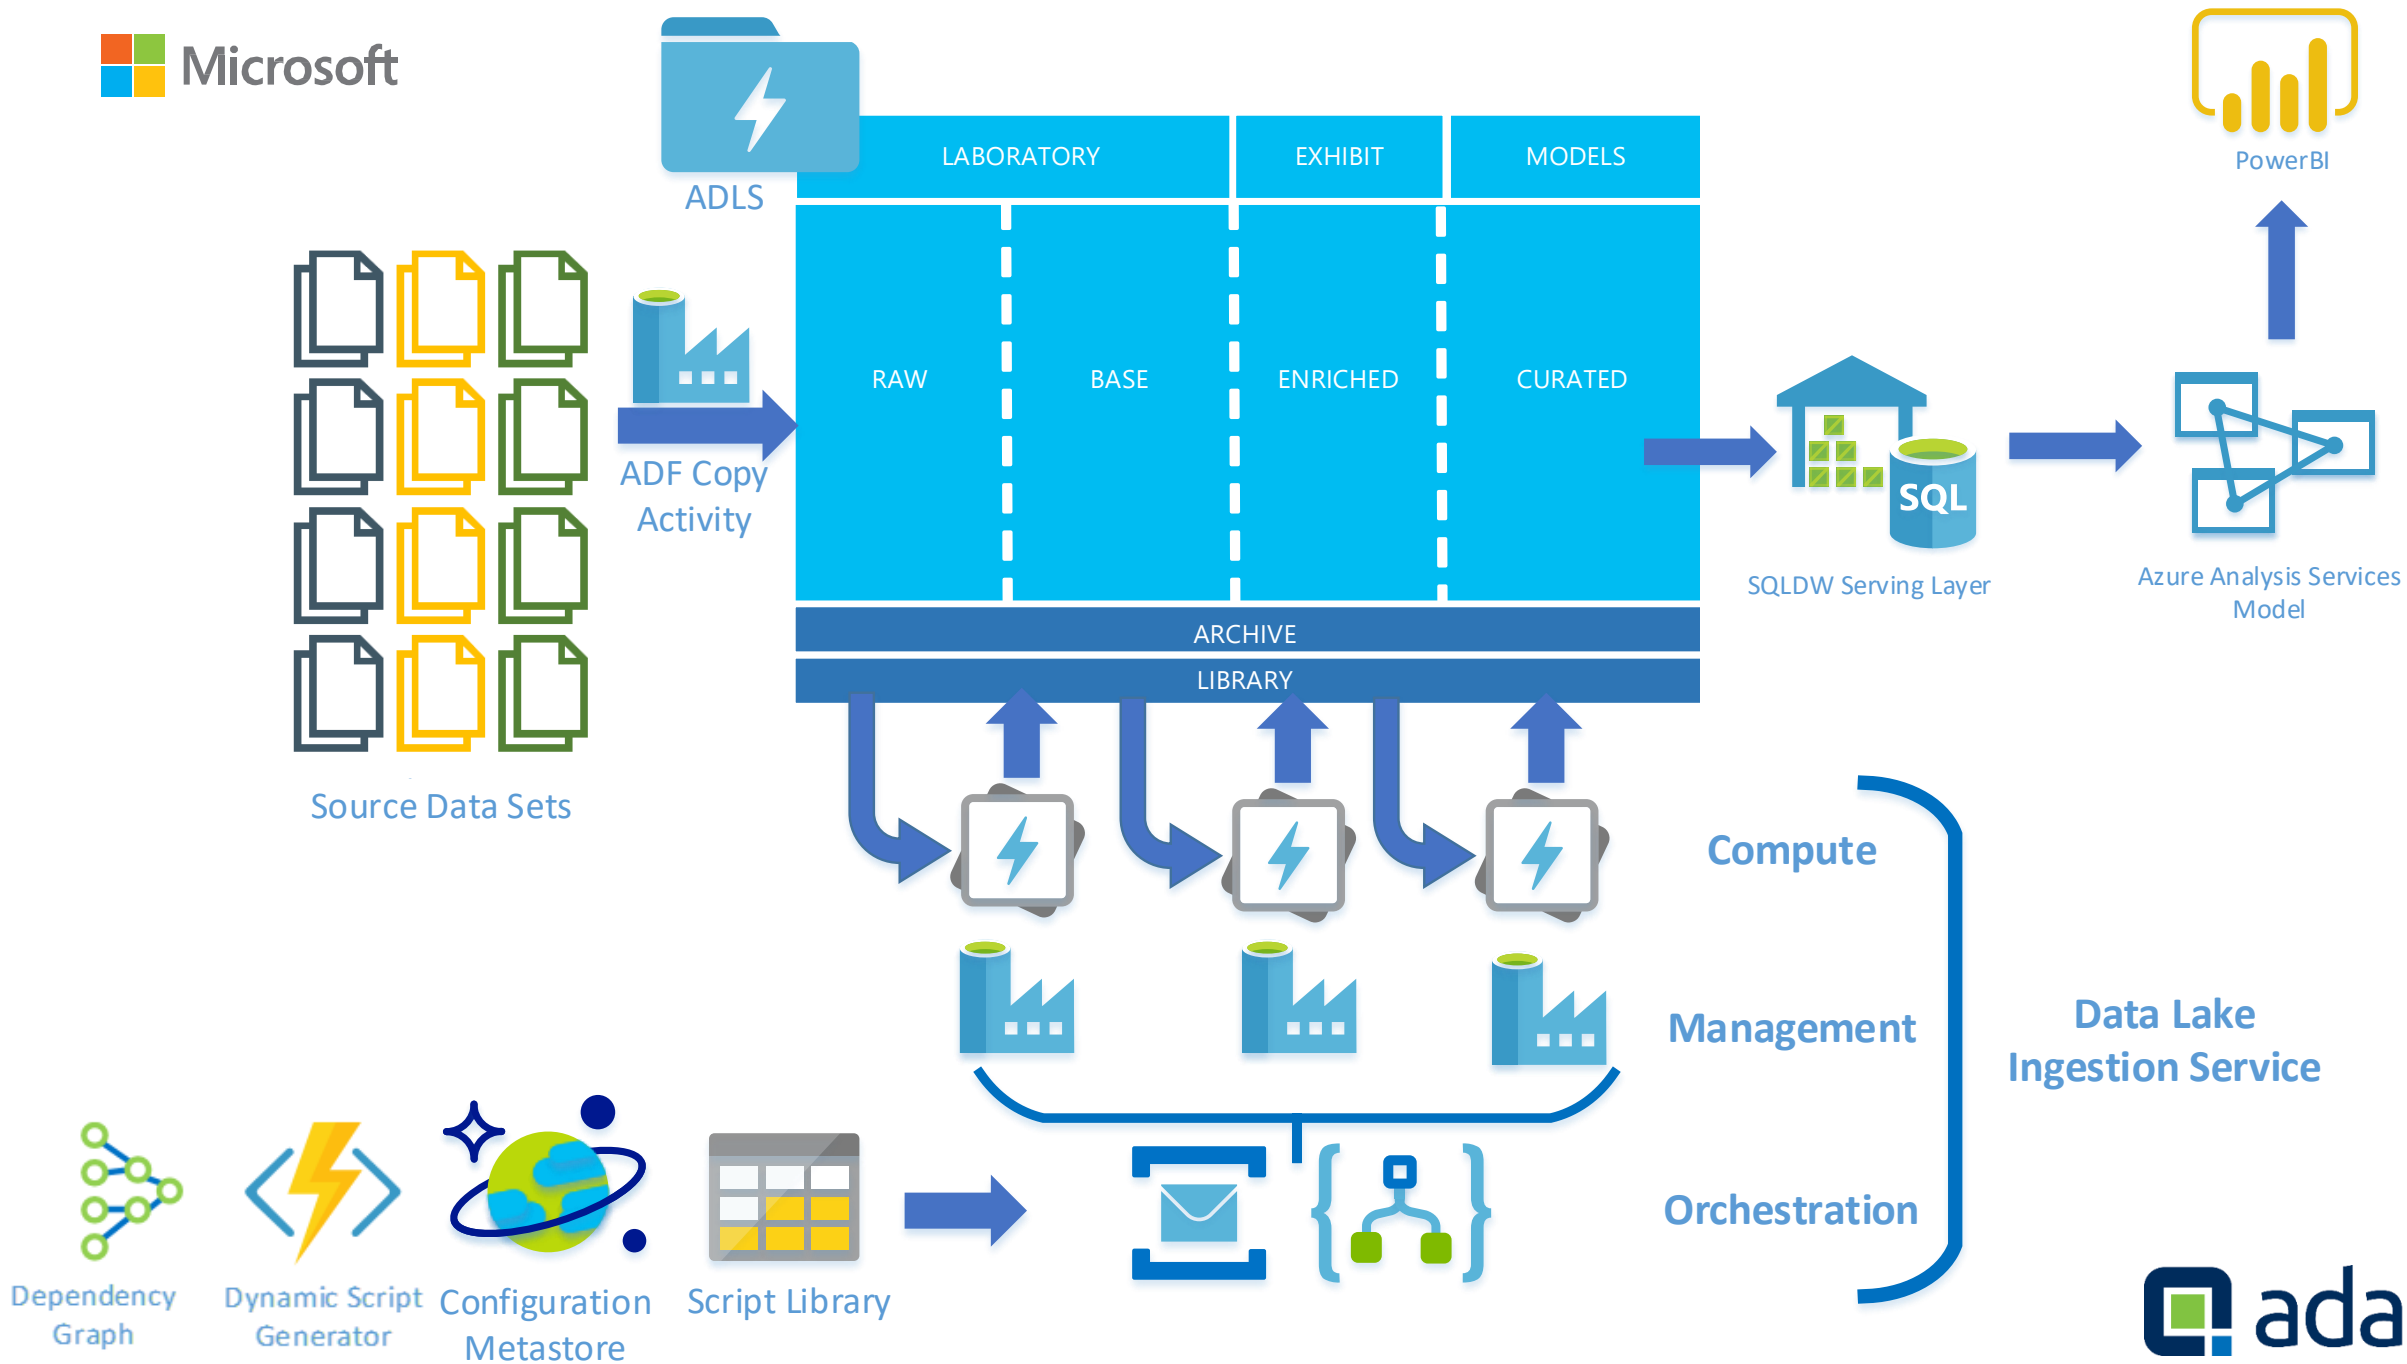 Microsoft
ADLS
LABORATORY
EXHIBIT
MODELS
PowerBI
RAW
BASE
ENRICHED
CURATED
ADF Copy
Activity
SQL
SQLDW Serving Layer
Azure Analysis Services
Model
ARCHIVE
LIBRARY
Source Data Sets
Compute
Management
Data Lake
Ingestion Service
Orchestration
Dependency
Graph
Dynamic Script
Generator
Configuration
Metastore
Script Library
ada